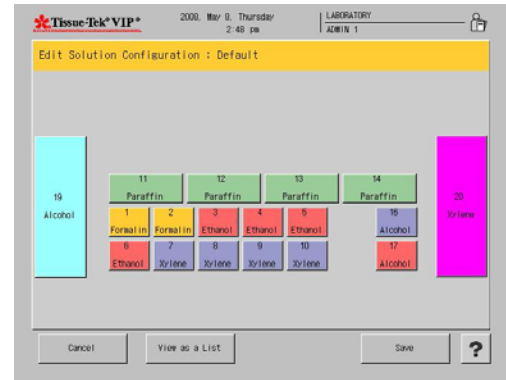 Tissue-Tek® VIP®
2008. May 8. Thursday
2:48 pm
LABORATORY
ADMIN 1
Edit Solution Configuration : Default
11 12 13 14
Paraffin Paraffin Paraffin Paraffin
19
Alcohol
20
Xylene
1 2 3 4 5 16
Formalin Formalin Ethanol Ethanol Ethanol Alcohol
6 7 8 9 10 17
Ethanol Xylene Xylene Xylene Xylene Alcohol
Cancel View as a List Save ?